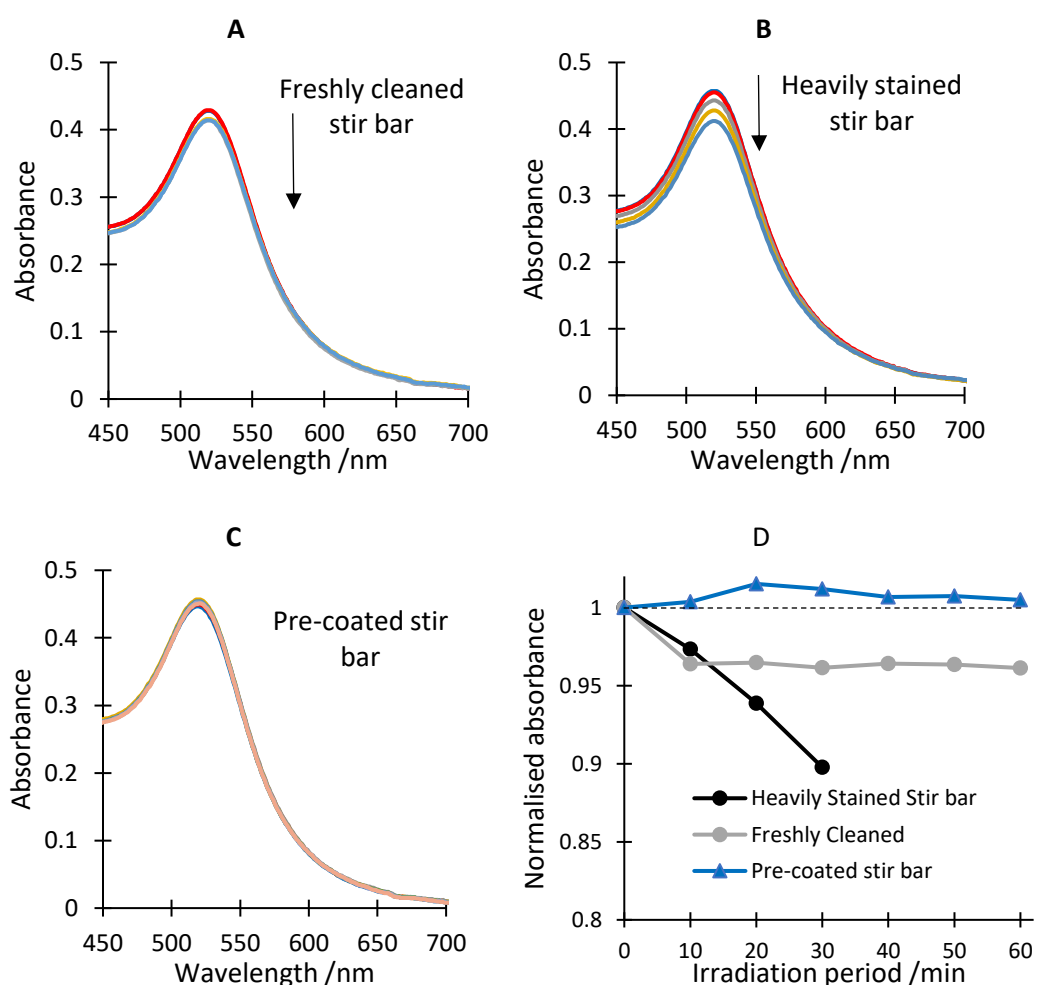 A
0.5
0.4
0.3
0.2
0.1
0
Absorbance
Freshly cleaned
stir bar
450 500 550 600 650 700
Wavelength /nm
B
0.5
0.4
0.3
0.2
0.1
0
Absorbance
Heavily stained
stir bar
450 500 550 600 650 700
Wavelength /nm
C
0.5
0.4
0.3
0.2
0.1
0
Absorbance
Pre-coated stir
bar
450 500 550 600 650 700
Wavelength /nm
D
1
0.95
0.9
0.85
0.8
Normalised absorbance
Heavily Stained Stir bar
Freshly Cleaned
Pre-coated stir bar
0 10 20 30 40 50 60
Irradiation period /min